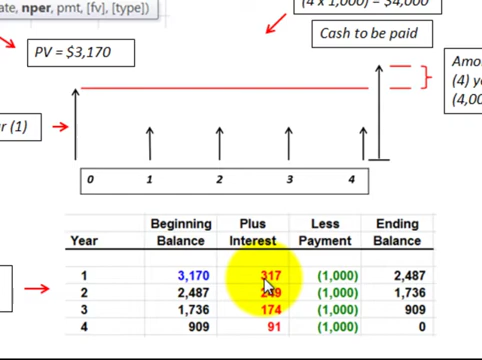 ate, nper, pmt, [fv], [type])
(4 x 1,000) = $4,000
Cash to be paid
PV = $3,170
Amo
(4) y
(4,00
ar (1)
0 1 2 3 4
Beginning Plus Less Ending
Year Balance Interest Payment Balance
1 3,170 317 (1,000) 2,487
2 2,487 249 (1,000) 1,736
3 1,736 174 (1,000) 909
4 909 91 (1,000) 0